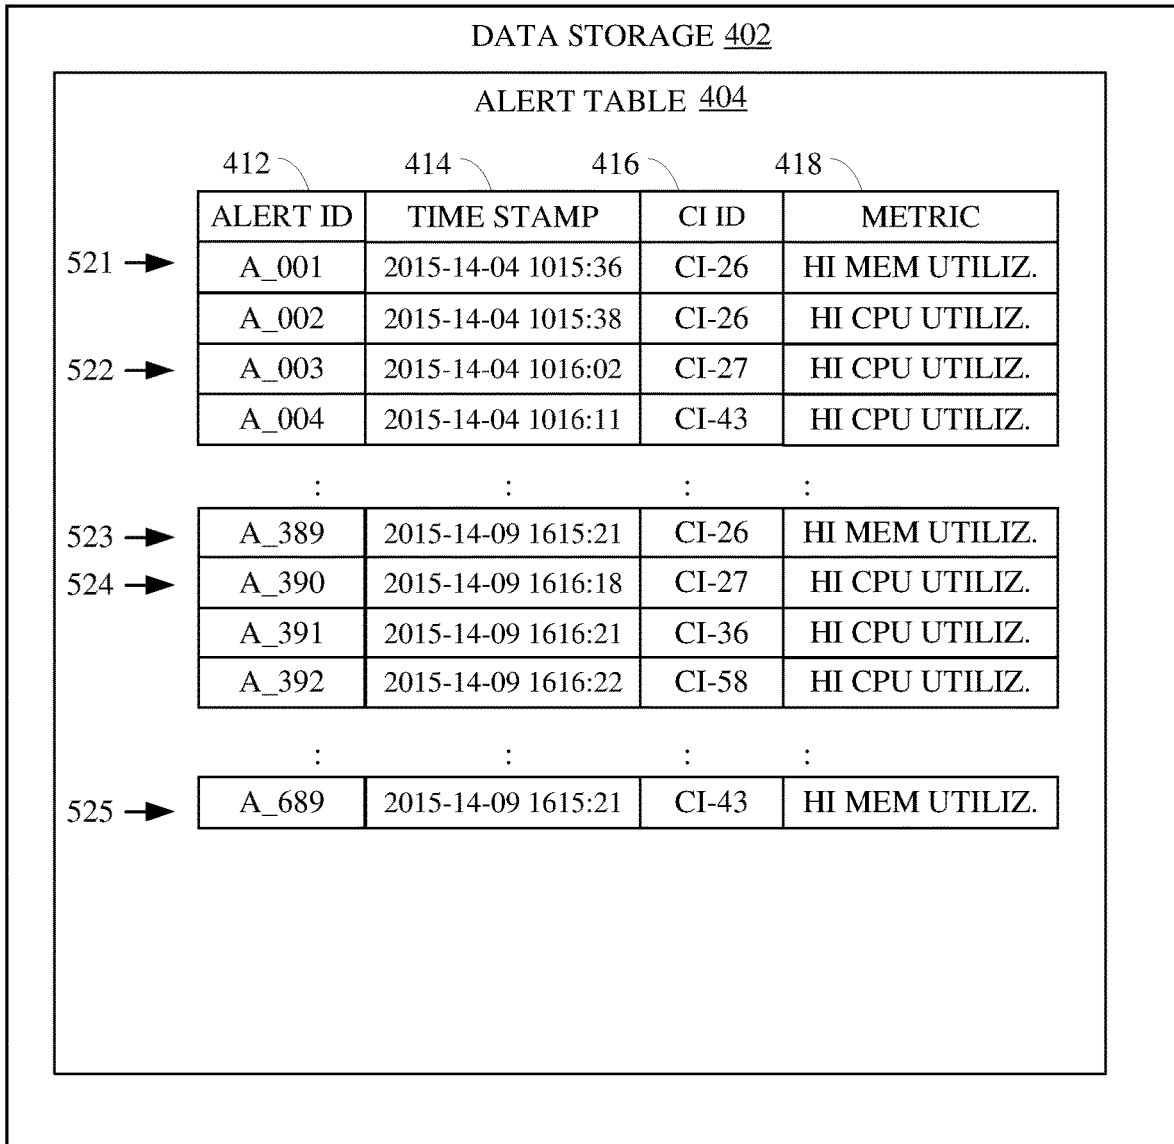 DATA STORAGE 402
ALERT TABLE 404
412 414 416 418
ALERT ID TIME STAMP CI ID METRIC
521 A_001 2015-14-04 1015:36 CI-26 HI MEM UTILIZ.
A_002 2015-14-04 1015:38 CI-26 HI CPU UTILIZ.
522 A_003 2015-14-04 1016:02 CI-27 HI CPU UTILIZ.
A_004 2015-14-04 1016:11 CI-43 HI CPU UTILIZ.
: : : :
523 A_389 2015-14-09 1615:21 CI-26 HI MEM UTILIZ.
524 A_390 2015-14-09 1616:18 CI-27 HI CPU UTILIZ.
A_391 2015-14-09 1616:21 CI-36 HI CPU UTILIZ.
A_392 2015-14-09 1616:22 CI-58 HI CPU UTILIZ.
: : : :
525 A_689 2015-14-09 1615:21 CI-43 HI MEM UTILIZ.